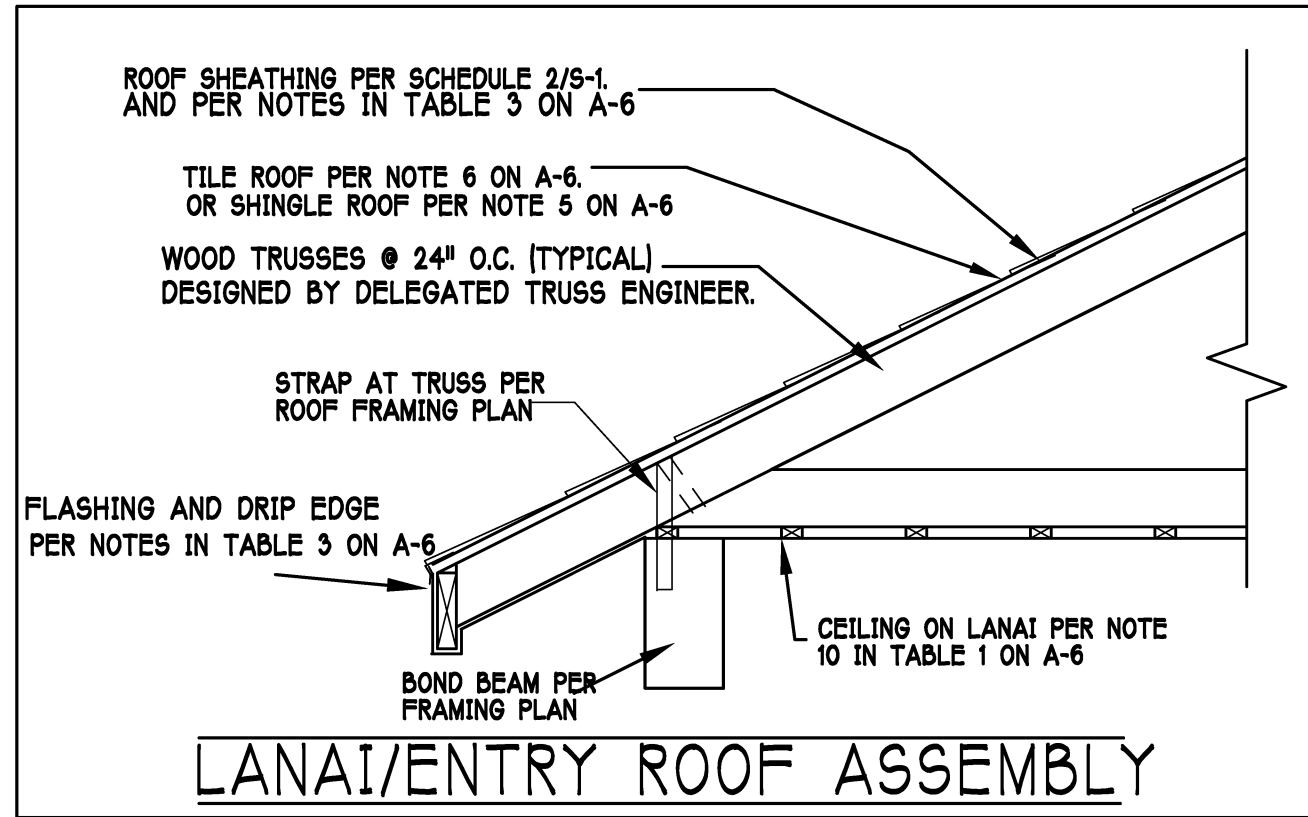 ROOF SHEATHING PER SCHEDULE 2/S-1.
AND PER NOTES IN TABLE 3 ON A-6
TILE ROOF PER NOTE 6 ON A-6.
OR SHINGLE ROOF PER NOTE 5 ON A-6
WOOD TRUSSES @ 24" O.C. (TYPICAL)
DESIGNED BY DELEGATED TRUSS ENGINEER.
STRAP AT TRUSS PER
ROOF FRAMING PLAN
FLASHING AND DRIP EDGE
PER NOTES IN TABLE 3 ON A-6
CEILING ON LANAI PER NOTE
10 IN TABLE 1 ON A-6
BOND BEAM PER
FRAMING PLAN
LANAI/ENTRY ROOF ASSEMBLY